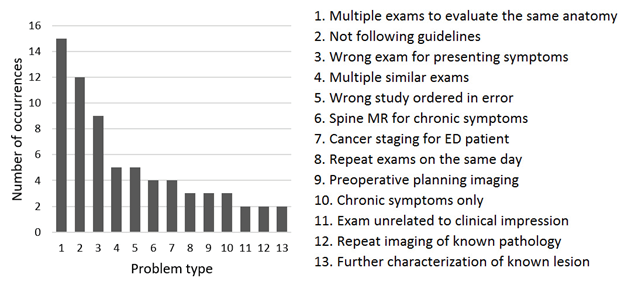 16
14
12
10
8
6
4
2
0
Number of occurrences
1 2 3 4 5 6 7 8 9 10 11 12 13
Problem type
1. Multiple exams to evaluate the same anatomy
2. Not following guidelines
3. Wrong exam for presenting symptoms
4. Multiple similar exams
5. Wrong study ordered in error
6. Spine MR for chronic symptoms
7. Cancer staging for ED patient
8. Repeat exams on the same day
9. Preoperative planning imaging
10. Chronic symptoms only
11. Exam unrelated to clinical impression
12. Repeat imaging of known pathology
13. Further characterization of known lesion